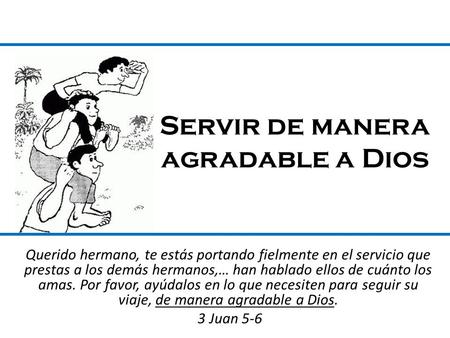 Servir de manera
agradable a Dios
Querido hermano, te estás portando fielmente en el servicio que
prestas a los demás hermanos,... han hablado ellos de cuánto los
amas. Por favor, ayúdalos en lo que necesiten para seguir su
viaje, de manera agradable a Dios.
3 Juan 5-6